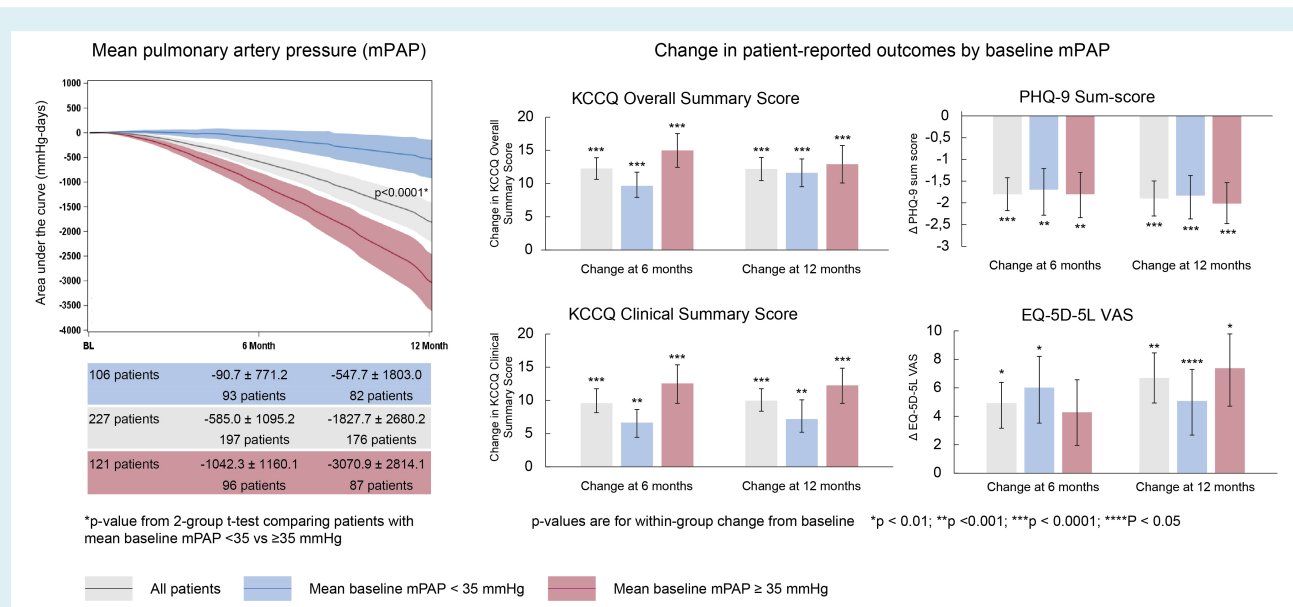 Mean pulmonary artery pressure (mPAP)
Area under the curve (mmHg-days)
1000
500
0
-500
-1000
-1500
-2000
-2500
-3000
-3500
-4000
p<0.0001*
BL
6 Month
12 Month
106 patients -90.7 ± 771.2 -547.7 ± 1803.0
93 patients 82 patients
227 patients -585.0 ± 1095.2 -1827.7 ± 2680.2
197 patients 176 patients
121 patients -1042.3 ± 1160.1 -3070.9 ± 2814.1
96 patients 87 patients
*p-value from 2-group t-test comparing patients with
mean baseline mPAP <35 vs ≥35 mmHg
Change in patient-reported outcomes by baseline mPAP
KCCQ Overall Summary Score
Change in KCCQ Overall
Summary Score
20
15
10
5
0
*** *** *** *** *** ***
Change at 6 months Change at 12 months
PHQ-9 Sum-score
Δ PHQ-9 sum score
0
-0,5
-1
-1,5
-2
-2,5
-3
*** ** ** *** *** ***
Change at 6 months Change at 12 months
KCCQ Clinical Summary Score
Change in KCCQ Clinical
Summary Score
20
15
10
5
0
*** ** *** *** ** ***
Change at 6 months Change at 12 months
EQ-5D-5L VAS
Δ EQ-5D-5L VAS
10
8
6
4
2
0
* * ** **** *
Change at 6 months Change at 12 months
p-values are for within-group change from baseline *p < 0.01; **p <0.001; ***p < 0.0001; ****P < 0.05
All patients Mean baseline mPAP < 35 mmHg Mean baseline mPAP ≥ 35 mmHg